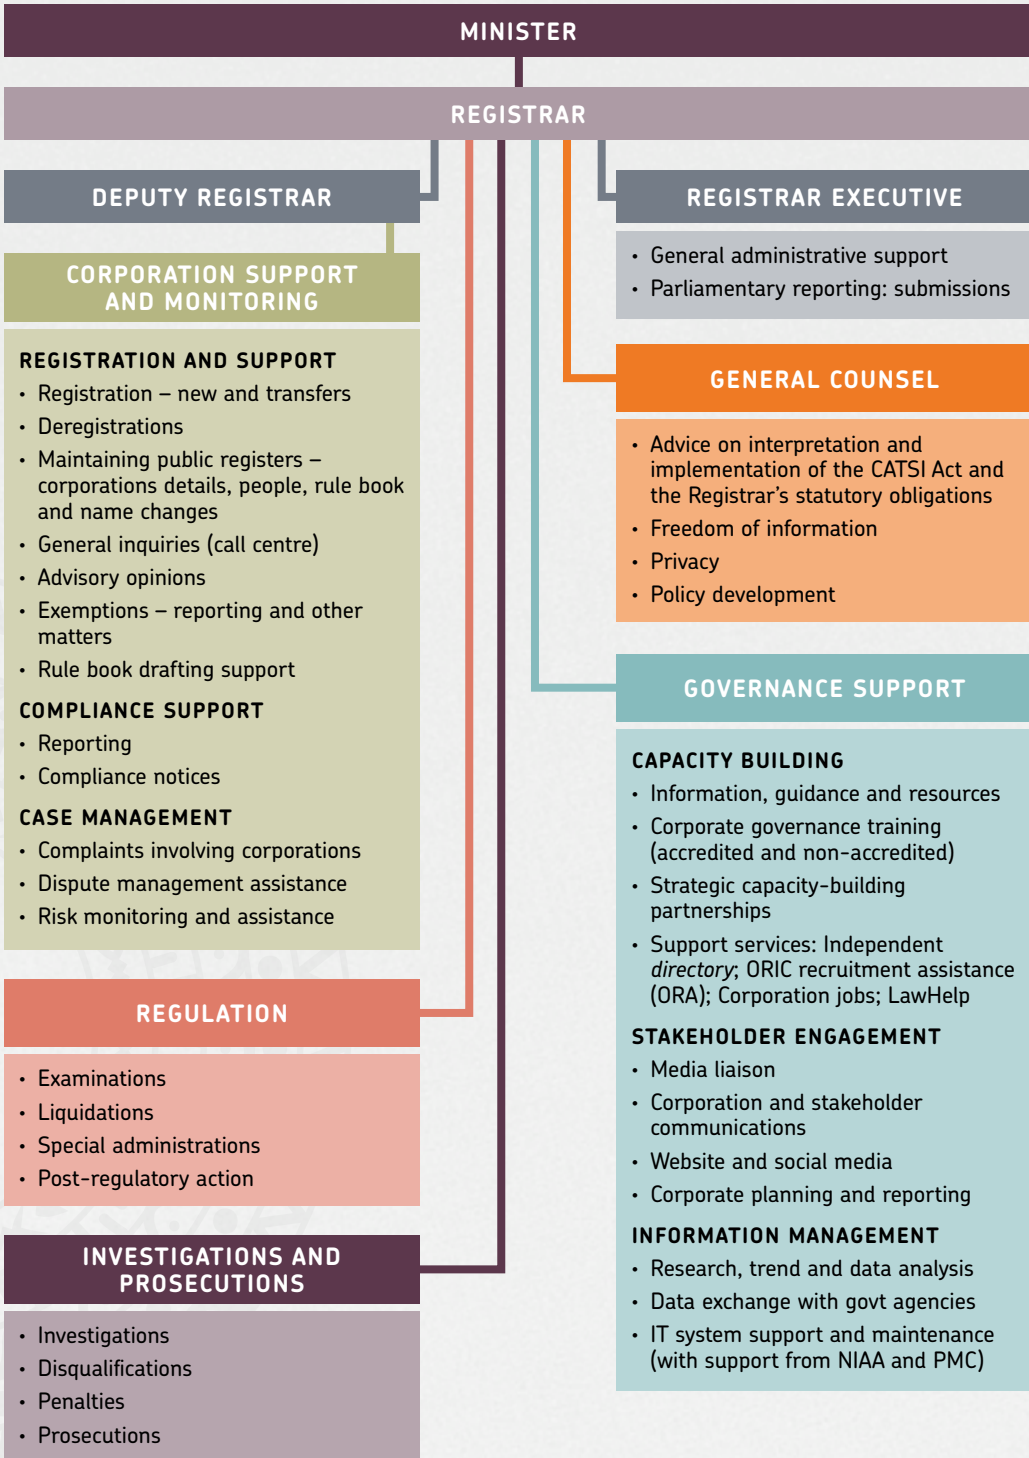 MINISTER
REGISTRAR
DEPUTY REGISTRAR
CORPORATION SUPPORT
AND MONITORING
REGISTRATION AND SUPPORT
• Registration – new and transfers
• Deregistrations
• Maintaining public registers –
corporations details, people, rule book
and name changes
• General inquiries (call centre)
• Advisory opinions
• Exemptions – reporting and other
matters
• Rule book drafting support
COMPLIANCE SUPPORT
• Reporting
• Compliance notices
CASE MANAGEMENT
• Complaints involving corporations
• Dispute management assistance
• Risk monitoring and assistance
REGULATION
• Examinations
• Liquidations
• Special administrations
• Post-regulatory action
INVESTIGATIONS AND
PROSECUTIONS
• Investigations
• Disqualifications
• Penalties
• Prosecutions
REGISTRAR EXECUTIVE
• General administrative support
• Parliamentary reporting: submissions
GENERAL COUNSEL
• Advice on interpretation and
implementation of the CATSI Act and
the Registrar’s statutory obligations
• Freedom of information
• Privacy
• Policy development
GOVERNANCE SUPPORT
CAPACITY BUILDING
• Information, guidance and resources
• Corporate governance training
(accredited and non-accredited)
• Strategic capacity-building
partnerships
• Support services: Independent
directory; ORIC recruitment assistance
(ORA); Corporation jobs; LawHelp
STAKEHOLDER ENGAGEMENT
• Media liaison
• Corporation and stakeholder
communications
• Website and social media
• Corporate planning and reporting
INFORMATION MANAGEMENT
• Research, trend and data analysis
• Data exchange with govt agencies
• IT system support and maintenance
(with support from NIAA and PMC)